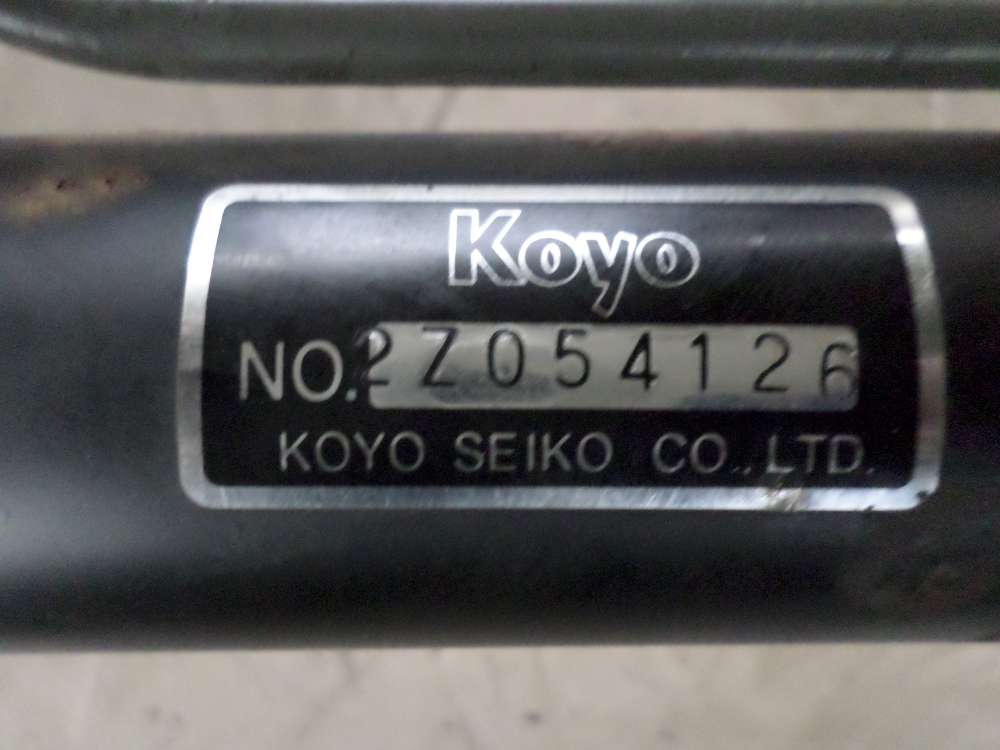 Koyo
NO. 2Z054126
KOYO SEIKO CO., LTD.